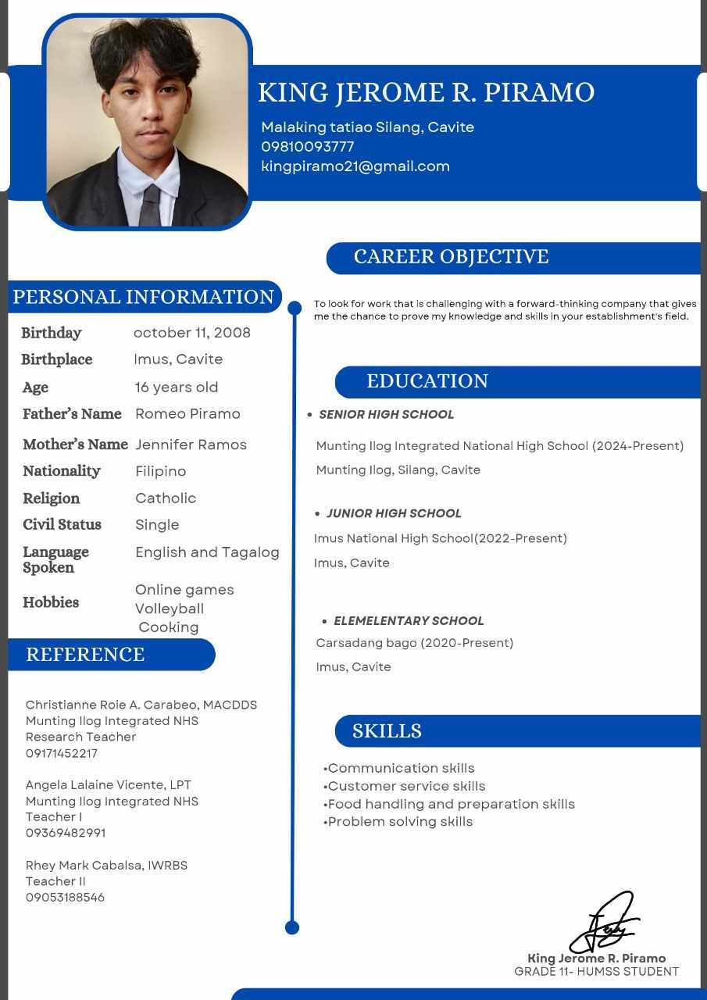 KING JEROME R. PIRAMO
Malaking tatiao Silang, Cavite
09810093777
kingpiramo21@gmail.com
PERSONAL INFORMATION
Birthday october 11, 2008
Birthplace Imus, Cavite
Age 16 years old
Father's Name Romeo Piramo
Mother's Name Jennifer Ramos
Nationality Filipino
Religion Catholic
Civil Status Single
Language English and Tagalog
Spoken
Hobbies
Online games
Volleyball
Cooking
REFERENCE
Christianne Roie A. Carabeo, MACDDS
Munting Ilog Integrated NHS
Research Teacher
09171452217
Angela Lalaine Vicente, LPT
Munting Ilog Integrated NHS
Teacher I
09369482991
Rhey Mark Cabalsa, IWRBS
Teacher II
09053188546
CAREER OBJECTIVE
To look for work that is challenging with a forward-thinking company that gives
me the chance to prove my knowledge and skills in your establishment's field.
EDUCATION
• SENIOR HIGH SCHOOL
Munting Ilog Integrated National High School (2024-Present)
Munting Ilog, Silang, Cavite
• JUNIOR HIGH SCHOOL
Imus National High School(2022-Present)
Imus, Cavite
• ELEMELENTARY SCHOOL
Carsadang bago (2020-Present)
Imus, Cavite
SKILLS
•Communication skills
•Customer service skills
•Food handling and preparation skills
•Problem solving skills
King Jerome R. Piramo
GRADE 11- HUMSS STUDENT